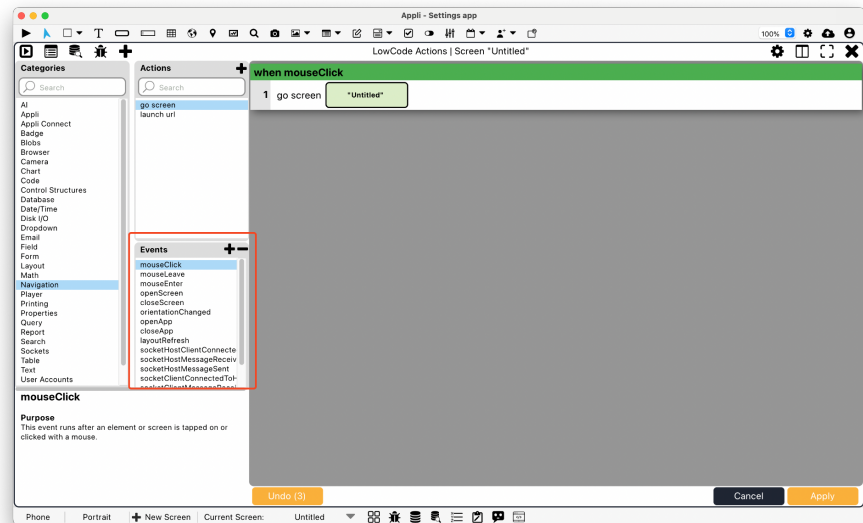 Appli - Settings app
T
100%
LowCode Actions | Screen "Untitled"
Categories
Search
AI
Appli
Appli Connect
Badge
Blobs
Browser
Camera
Chart
Code
Control Structures
Database
Date/Time
Disk I/O
Dropdown
Email
Field
Form
Layout
Math
Navigation
Player
Printing
Properties
Query
Report
Search
Sockets
Table
Text
User Accounts
Actions
Search
go screen
launch url
Events
mouseClick
mouseLeave
mouseEnter
openScreen
closeScreen
orientationChanged
openApp
closeApp
layoutRefresh
socketHostClientConnecte
socketHostMessageReceiv
socketHostMessageSent
socketClientConnectedToH
when mouseClick
1 go screen "Untitled"
mouseClick
Purpose
This event runs after an element or screen is tapped on or
clicked with a mouse.
Undo (3)
Cancel
Apply
Phone Portrait New Screen Current Screen: Untitled